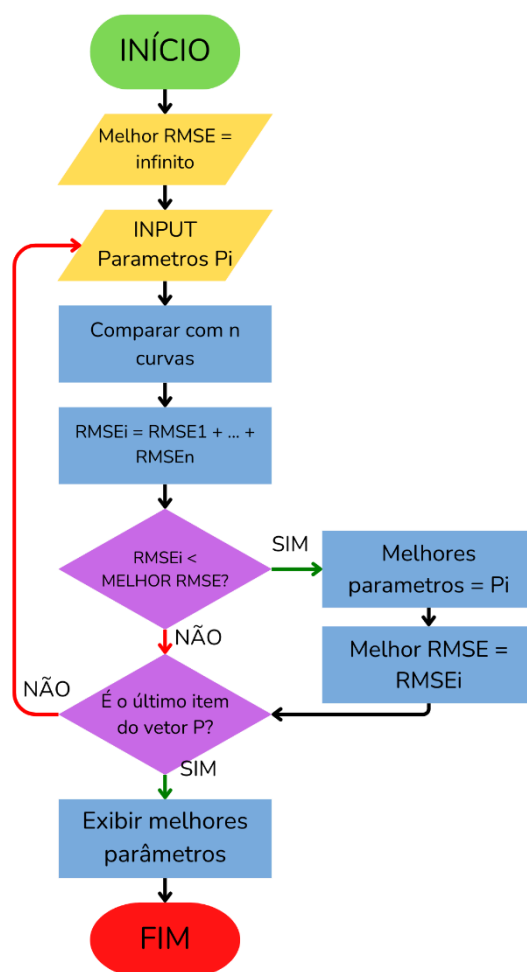 INÍCIO
Melhor RMSE =
infinito
INPUT
Parametros Pi
Comparar com n
curvas
RMSEi = RMSE1 + ... +
RMSEn
RMSEi <
MELHOR RMSE?
SIM
Melhores
parametros = Pi
Melhor RMSE =
RMSEi
NÃO
É o último item
do vetor P?
NÃO
SIM
Exibir melhores
parâmetros
FIM